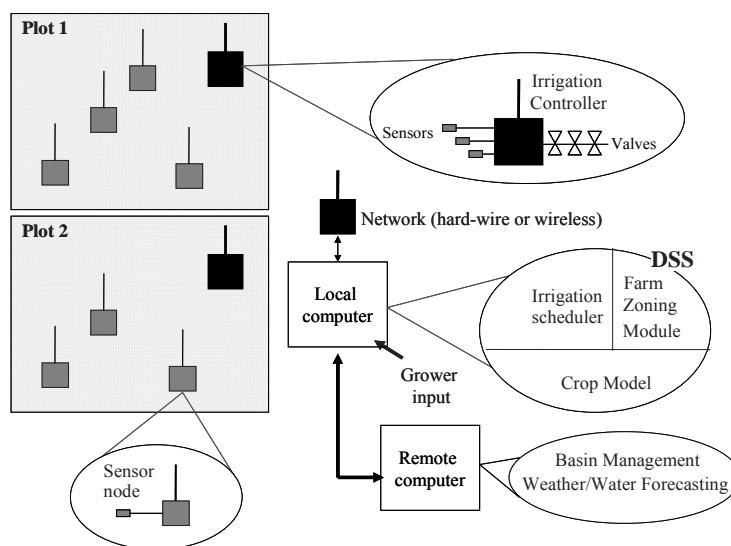 Plot 1
Irrigation
Controller
Sensors
Valves
Network (hard-wire or wireless)
Plot 2
DSS
Local
computer
Irrigation
scheduler
Farm
Zoning
Module
Crop Model
Grower
input
Sensor
node
Remote
computer
Basin Management
Weather/Water Forecasting